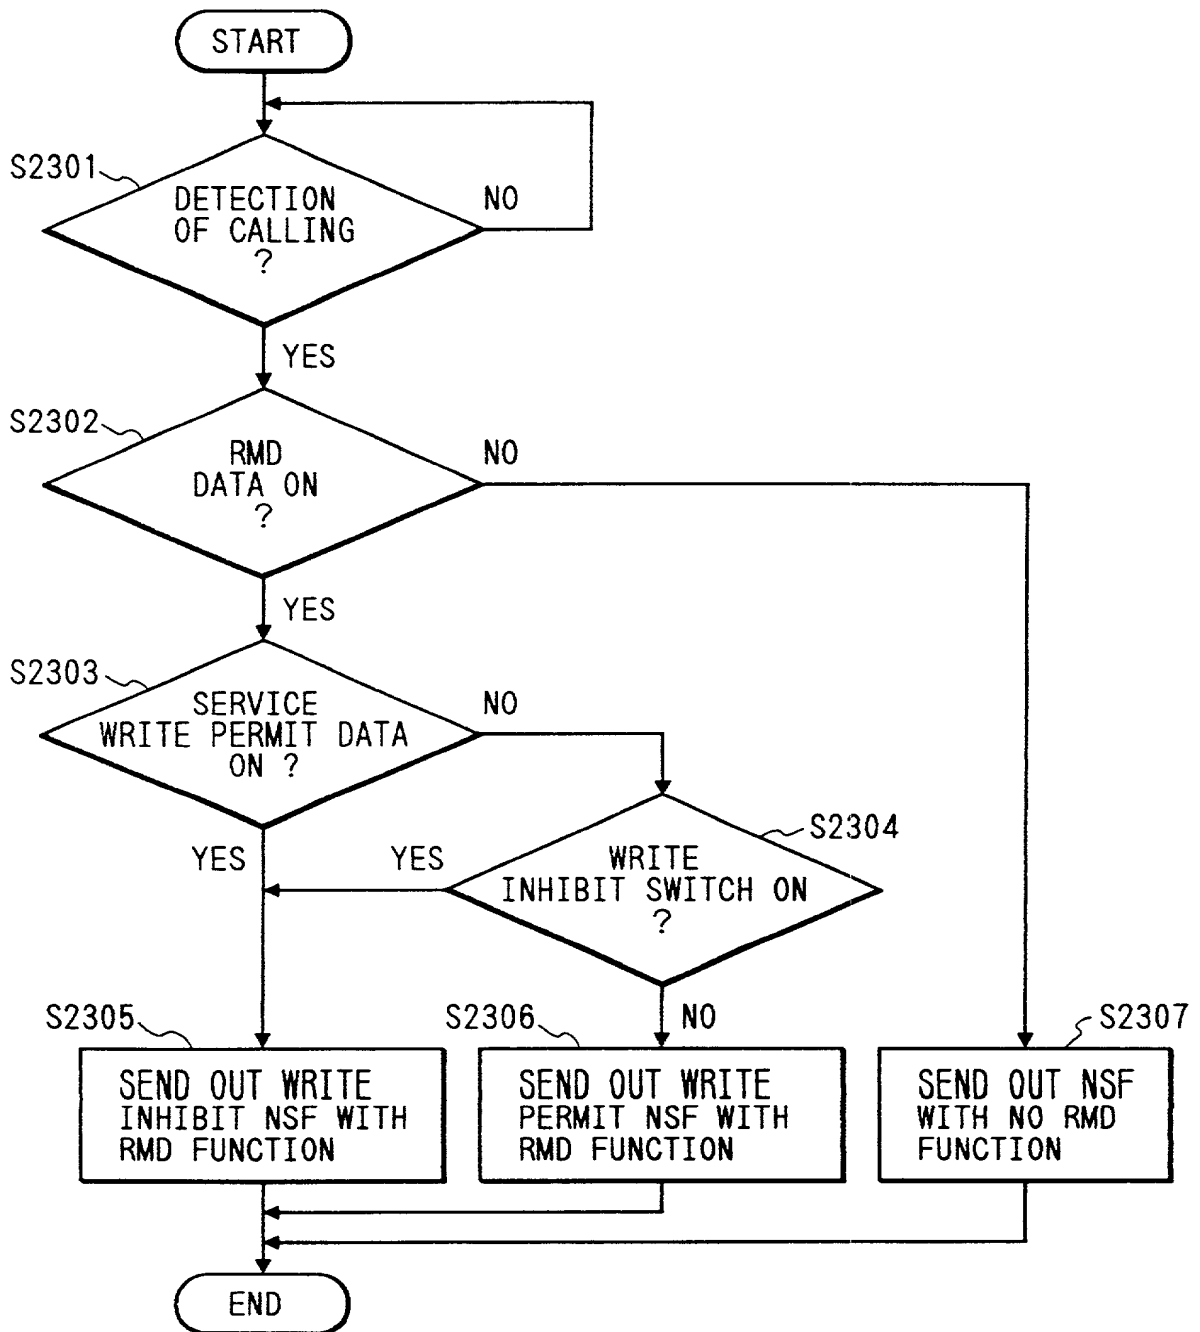 START
S2301
DETECTION
OF CALLING
?
NO
YES
S2302
RMD
DATA ON
?
NO
YES
S2303
SERVICE
WRITE PERMIT DATA
ON ?
NO
YES
S2304
WRITE
INHIBIT SWITCH ON
?
YES
NO
S2305
SEND OUT WRITE
INHIBIT NSF WITH
RMD FUNCTION
S2306
SEND OUT WRITE
PERMIT NSF WITH
RMD FUNCTION
S2307
SEND OUT NSF
WITH NO RMD
FUNCTION
END